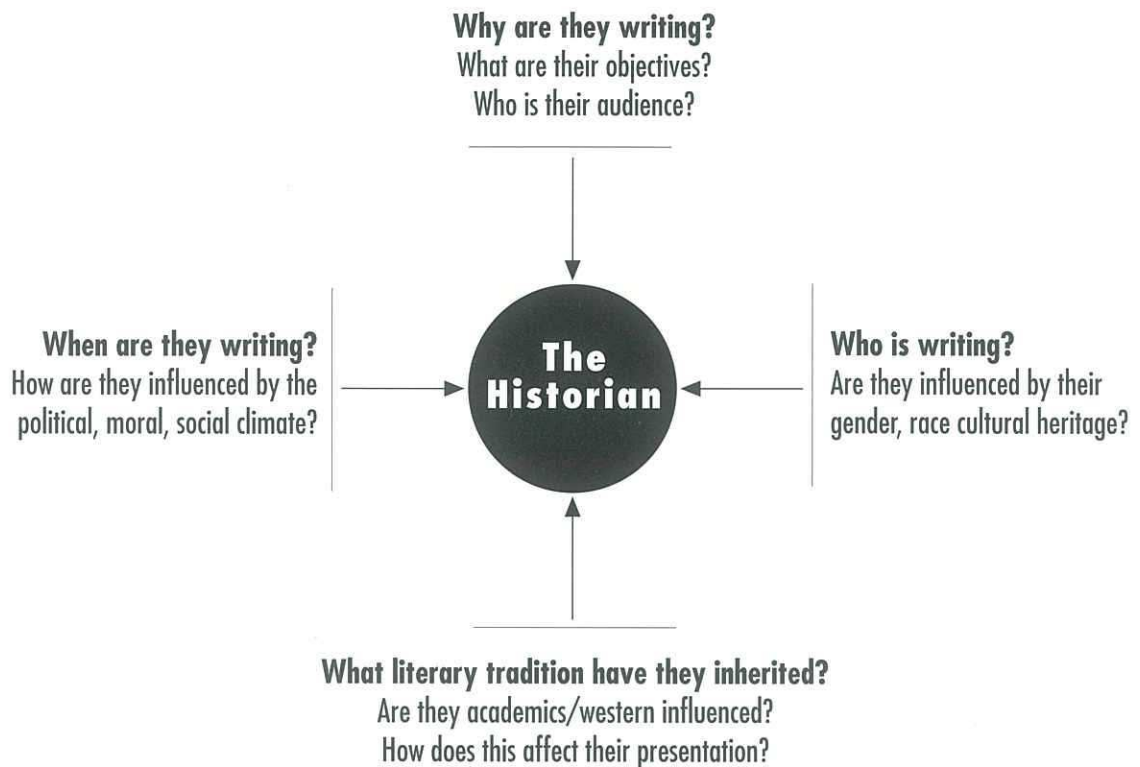 Why are they writing?
What are their objectives?
Who is their audience?
When are they writing?
How are they influenced by the
political, moral, social climate?
The
Historian
Who is writing?
Are they influenced by their
gender, race cultural heritage?
What literary tradition have they inherited?
Are they academics/western influenced?
How does this affect their presentation?